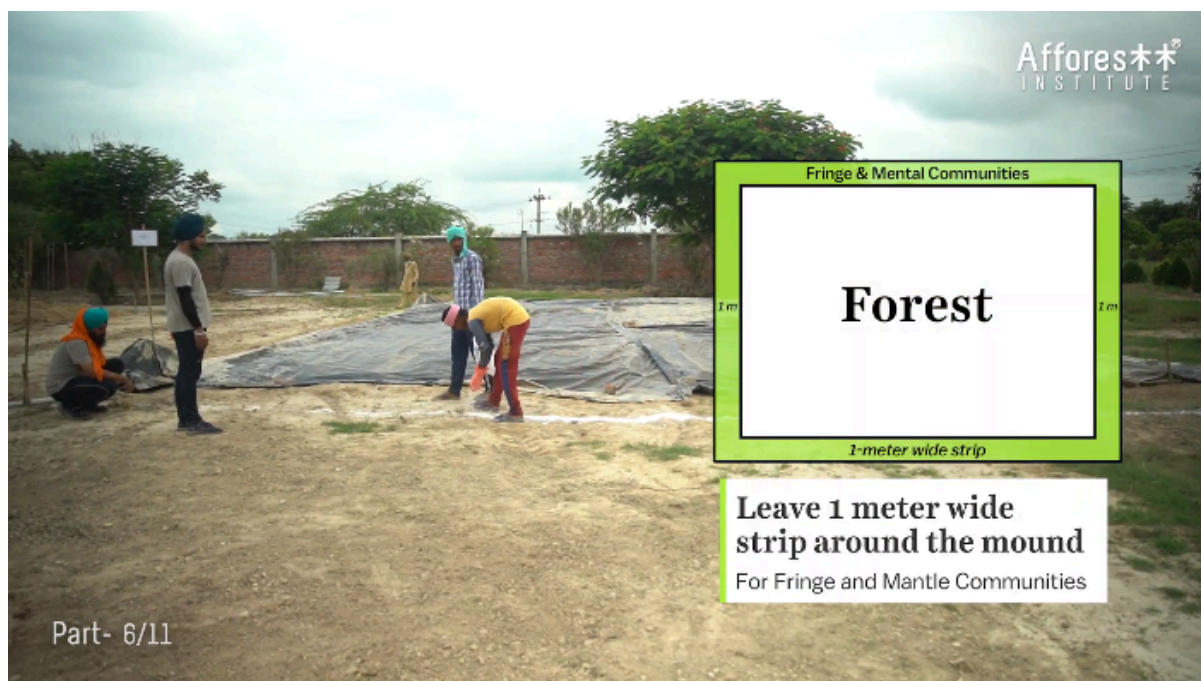 Affores
INSTITUTE
Fringe & Mental Communities
1 m
Forest
1 m
1-meter wide strip
Leave 1 meter wide
strip around the mound
For Fringe and Mantle Communities
Part- 6/11